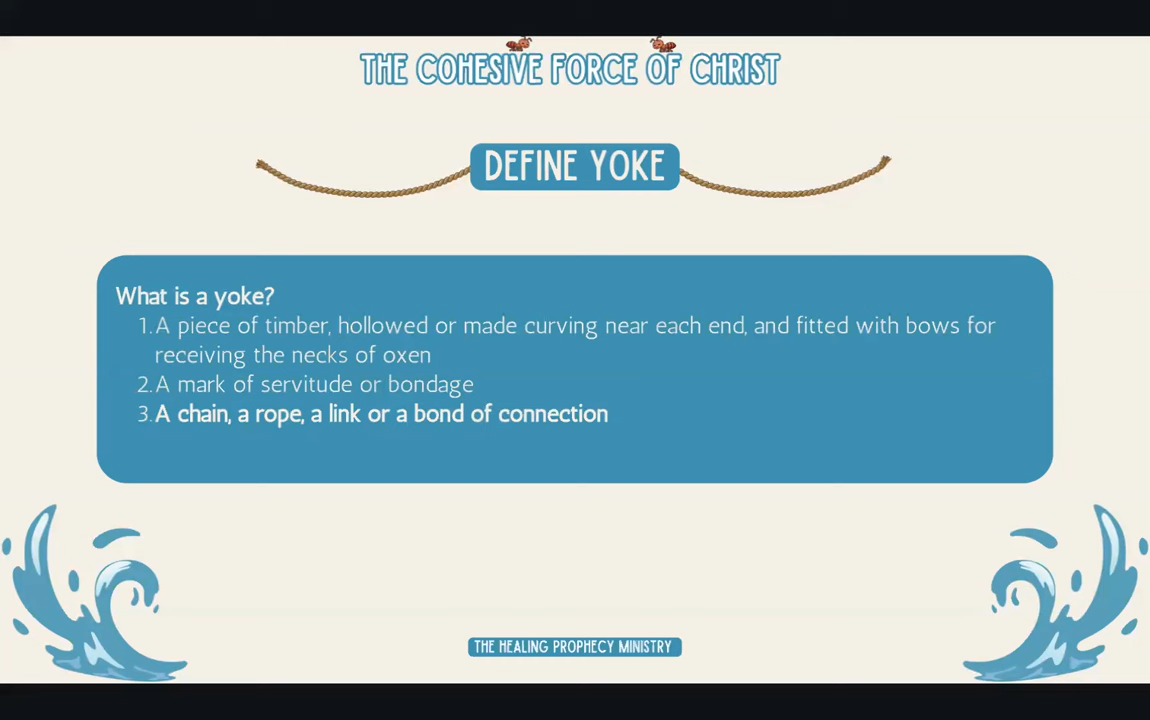 THE COHESIVE FORCE OF CHRIST
DEFINE YOKE
What is a yoke?
1. A piece of timber, hollowed or made curving near each end, and fitted with bows for
receiving the necks of oxen
2. A mark of servitude or bondage
3. A chain, a rope, a link or a bond of connection
THE HEALING PROPHECY MINISTRY